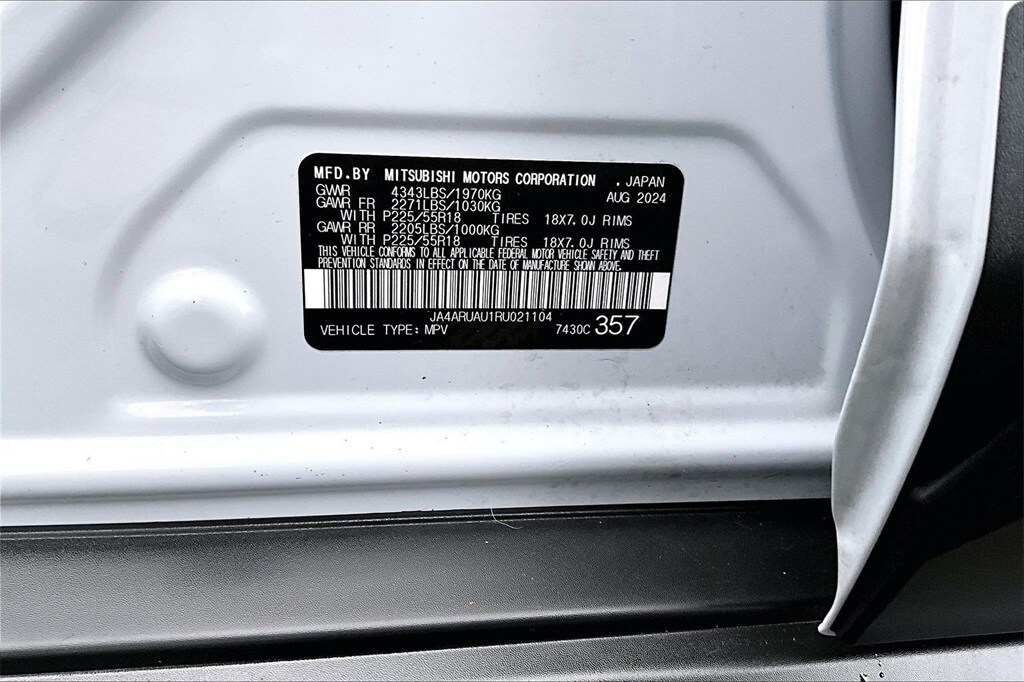 MFD.BY MITSUBISHI MOTORS CORPORATION . JAPAN
GWR 4343LBS/1970KG AUG 2024
GAWR FR 2271LBS/1030KG
WITH P225/55R18 TIRES 18X7.0J RIMS
GAWR RR 2205LBS/1000KG
WITH P225/55R18 TIRES 18X7.0J RIMS
THIS VEHICLE CONFORMS TO ALL APPLICABLE FEDERAL MOTOR VEHICLE SAFETY AND THEFT
PREVENTION STANDARDS IN EFFECT ON THE DATE OF MANUFACTURE SHOWN ABOVE.
JA4ARUAU1RU021104
VEHICLE TYPE: MPV 7430C 357